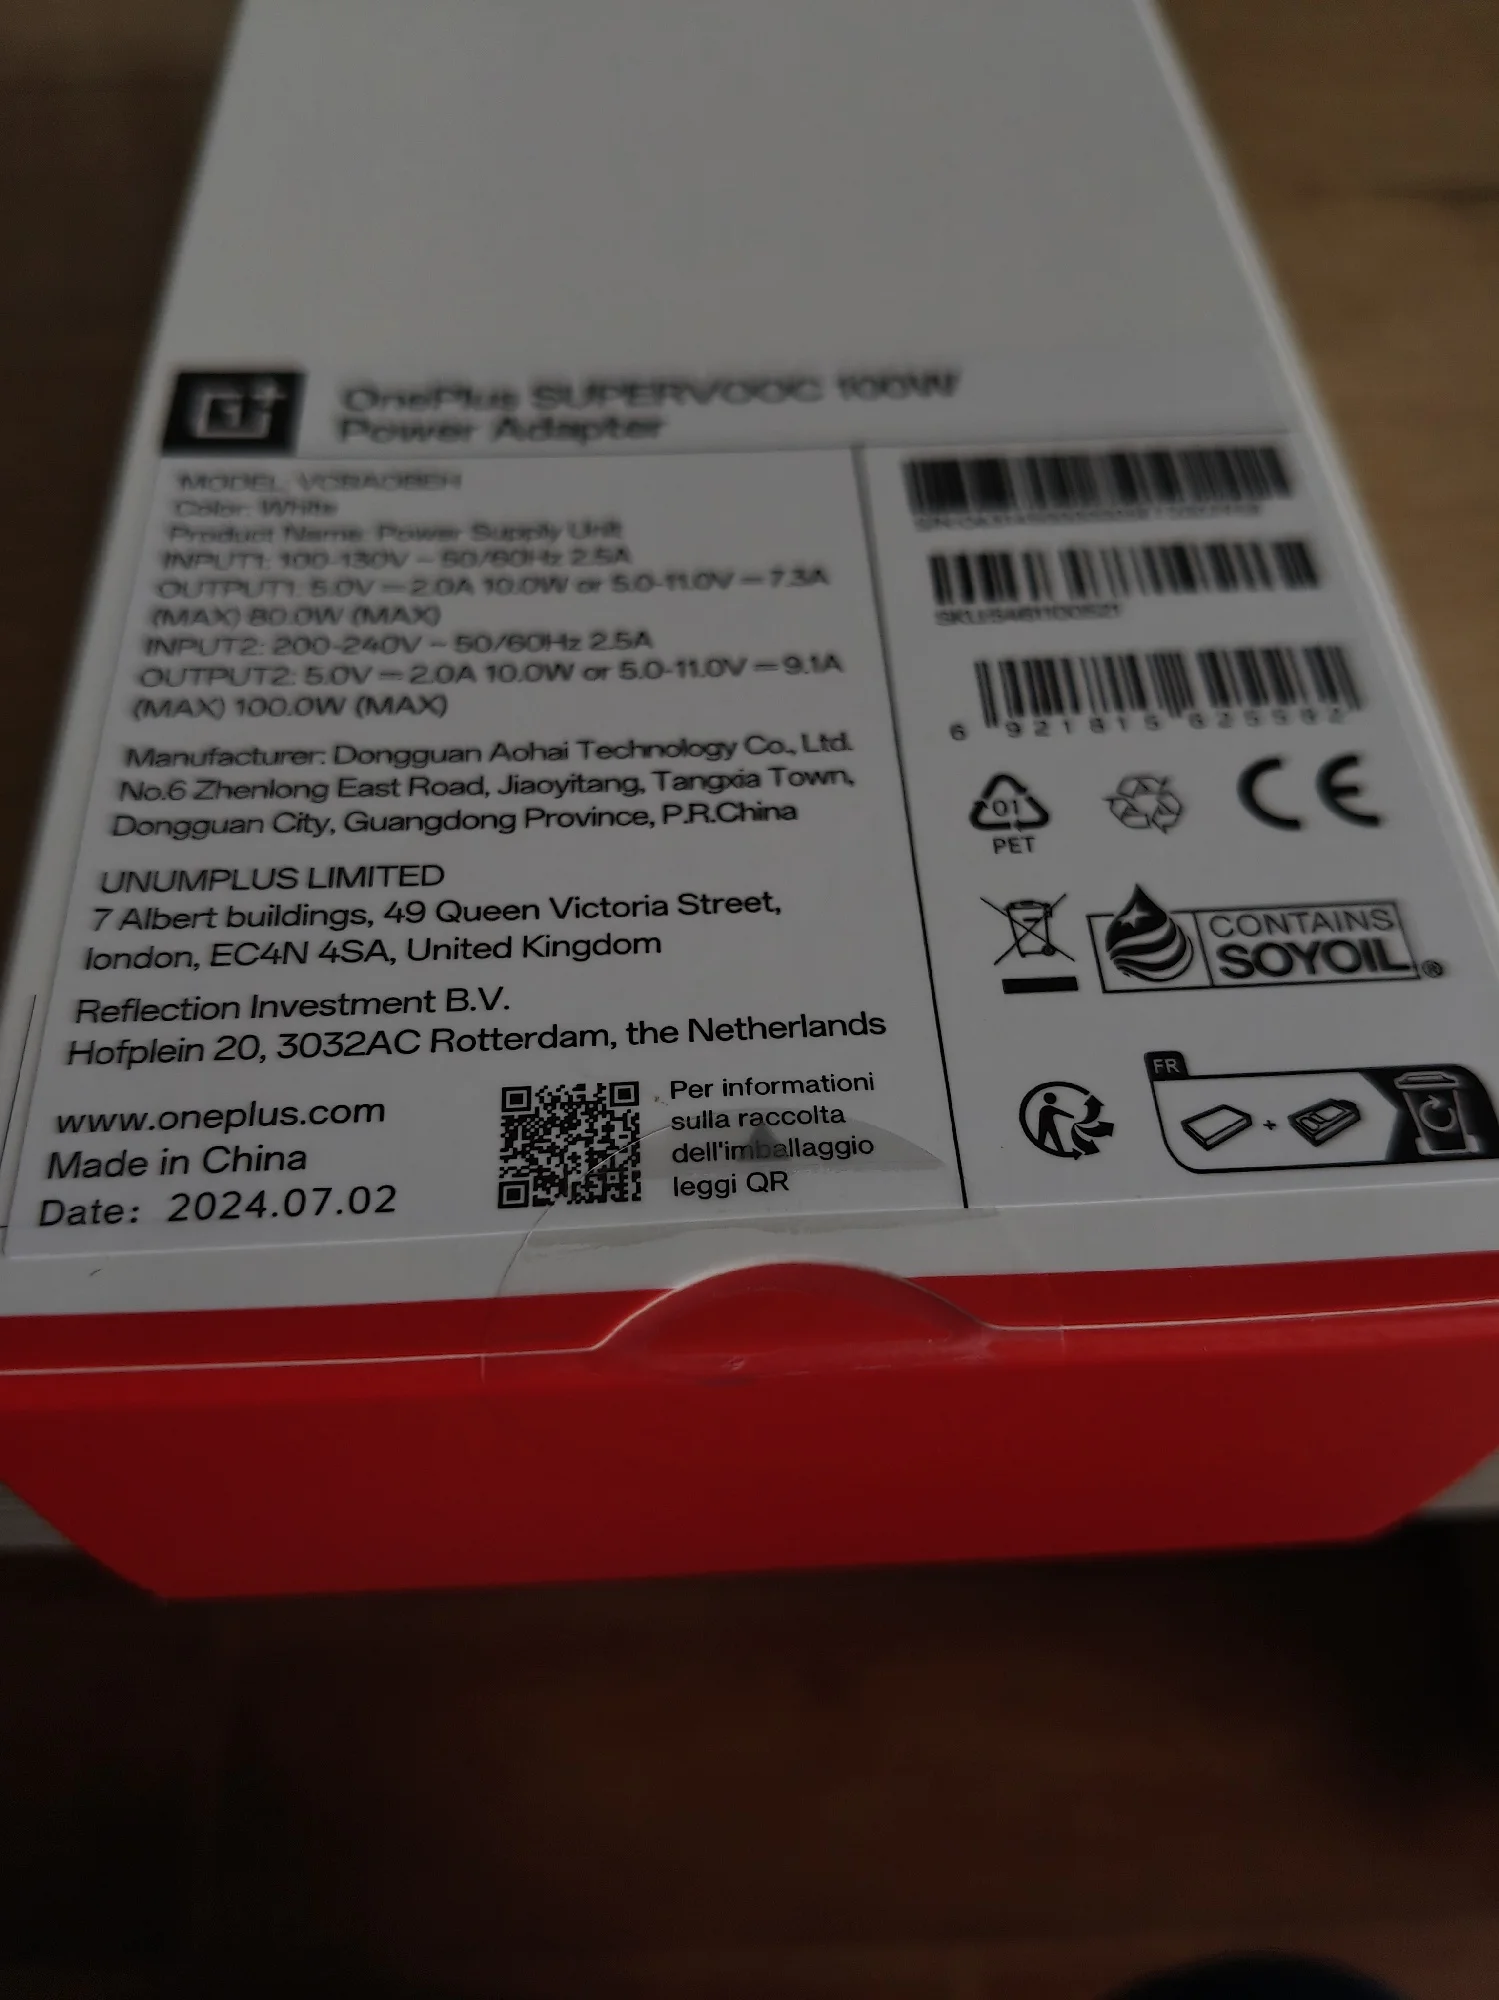 OnePlus SUPERVOOC 100W
Power Adapter
MODEL:
Color: White
Product Name: Power Supply Unit
INPUT1: 100-130V ~ 50/60Hz 2.5A
OUTPUT1: 5.0V ⎓ 2.0A 10.0W or 5.0-11.0V ⎓ 7.3A
(MAX) 80.0W (MAX)
INPUT2: 200-240V ~ 50/60Hz 2.5A
OUTPUT2: 5.0V ⎓ 2.0A 10.0W or 5.0-11.0V ⎓ 9.1A
(MAX) 100.0W (MAX)
Manufacturer: Dongguan Aohai Technology Co., Ltd.
No.6 Zhenlong East Road, Jiaoyitang, Tangxia Town,
Dongguan City, Guangdong Province, P.R.China
UNUMPLUS LIMITED
7 Albert buildings, 49 Queen Victoria Street,
london, EC4N 4SA, United Kingdom
Reflection Investment B.V.
Hofplein 20, 3032AC Rotterdam, the Netherlands
www.oneplus.com
Made in China
Date: 2024.07.02
Per informazioni
sulla raccolta
dell'imballaggio
leggi QR
6 921815 625592
01
PET
CE
CONTAINS
SOYOIL®
FR